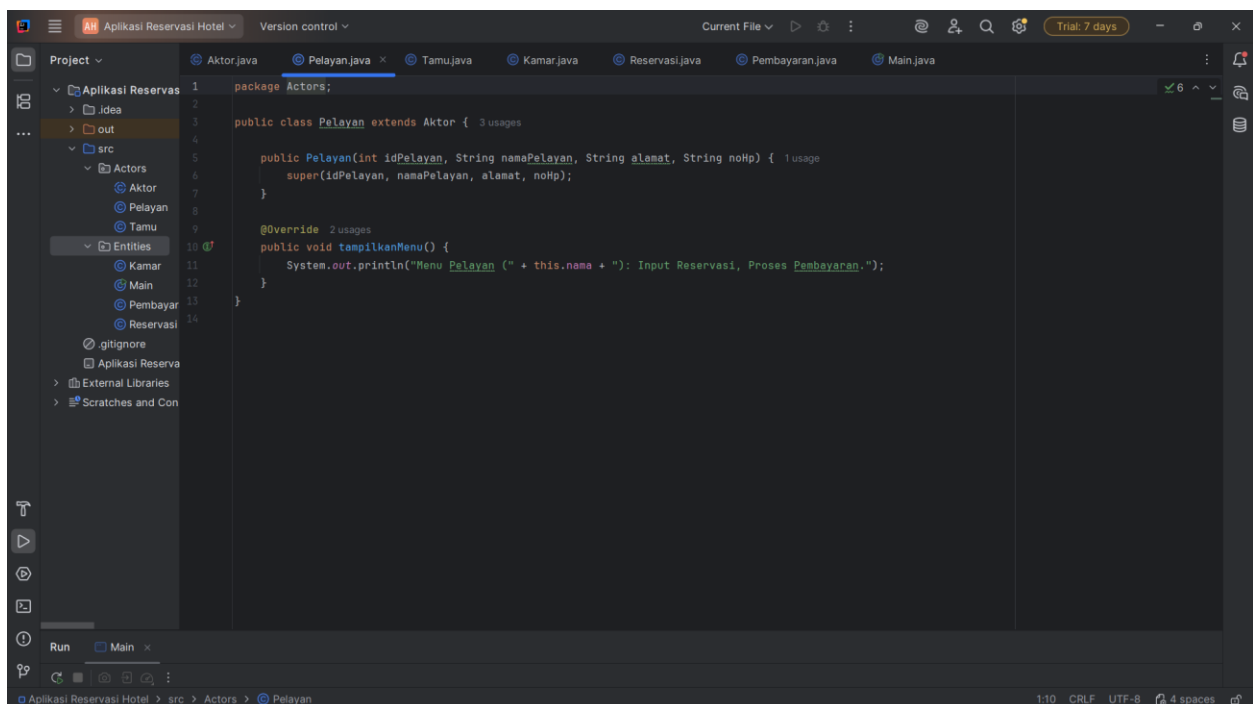 AH Aplikasi Reservasi Hotel Version control Current File Trial: 7 days
Project
Aktor.java Pelayan.java Tamu.java Kamar.java Reservasi.java Pembayaran.java Main.java
Aplikasi Reservas
.idea
out
src
Actors
Aktor
Pelayan
Tamu
Entities
Kamar
Main
Pembayar
Reservasi
.gitignore
Aplikasi Reserva
External Libraries
Scratches and Con
6
1 package Actors;
2
3 public class Pelayan extends Aktor { 3 usages
4
5 public Pelayan(int idPelayan, String namaPelayan, String alamat, String noHp) { 1 usage
6 super(idPelayan, namaPelayan, alamat, noHp);
7 }
8
9 @Override 2 usages
10 public void tampilkanMenu() {
11 System.out.println("Menu Pelayan (" + this.nama + "): Input Reservasi, Proses Pembayaran.");
12 }
13 }
14
Run Main
Aplikasi Reservasi Hotel > src > Actors > Pelayan 1:10 CRLF UTF-8 4 spaces